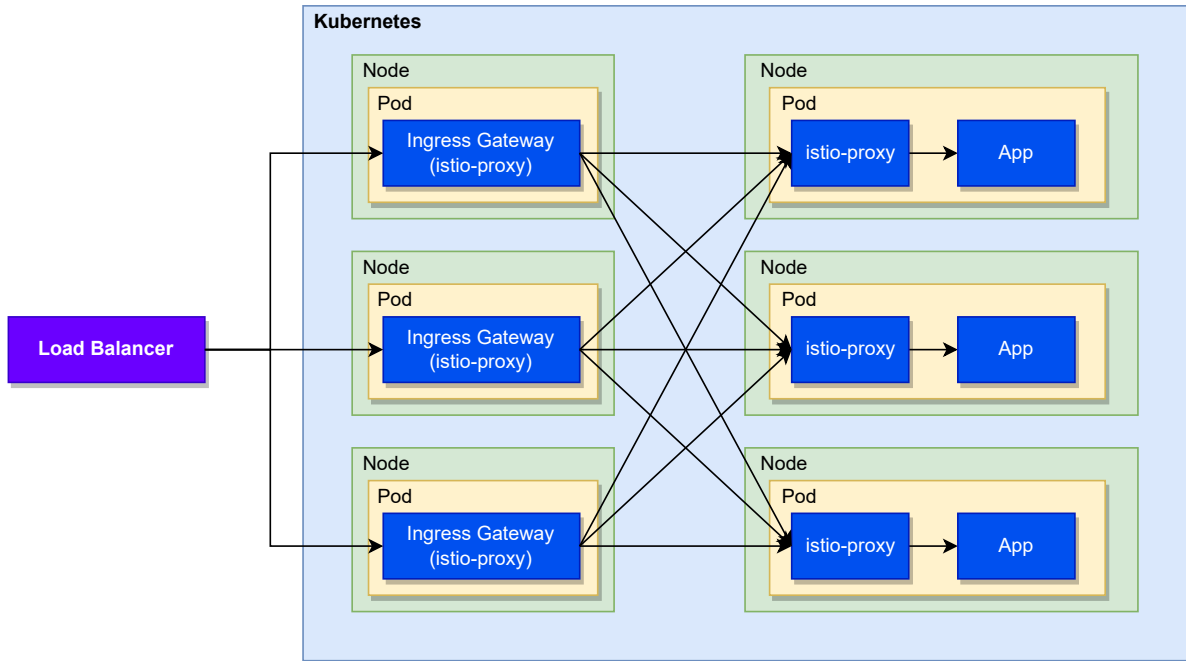 Kubernetes
Node
Pod
Ingress Gateway
(istio-proxy)
Node
Pod
istio-proxy
App
Load Balancer
Node
Pod
Ingress Gateway
(istio-proxy)
Node
Pod
istio-proxy
App
Node
Pod
Ingress Gateway
(istio-proxy)
Node
Pod
istio-proxy
App